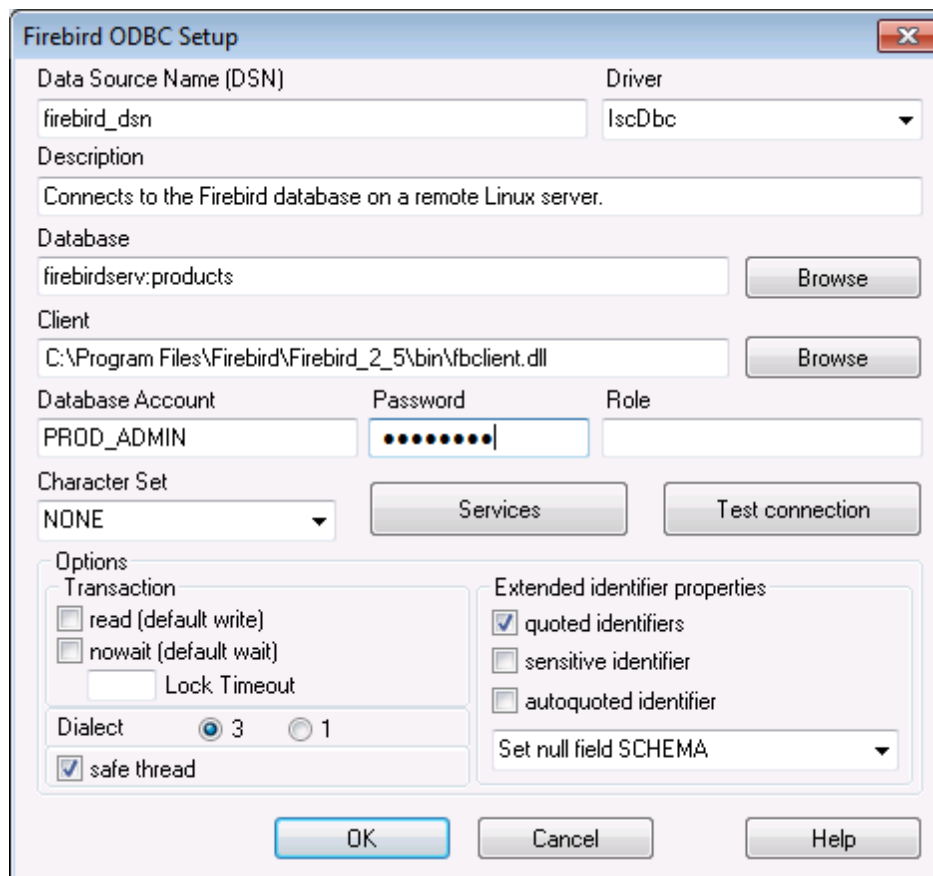 Firebird ODBC Setup
Data Source Name (DSN) Driver
firebird_dsn IscDbc
Description
Connects to the Firebird database on a remote Linux server.
Database
firebirdserv:products Browse
Client
C:\Program Files\Firebird\Firebird_2_5\bin\fbclient.dll Browse
Database Account Password Role
PROD_ADMIN ●●●●●●●●
Character Set
NONE Services Test connection
Options
Transaction Extended identifier properties
read (default write) quoted identifiers
nowait (default wait) sensitive identifier
Lock Timeout autoquoted identifier
Dialect 3 1
Set null field SCHEMA
safe thread
OK Cancel Help